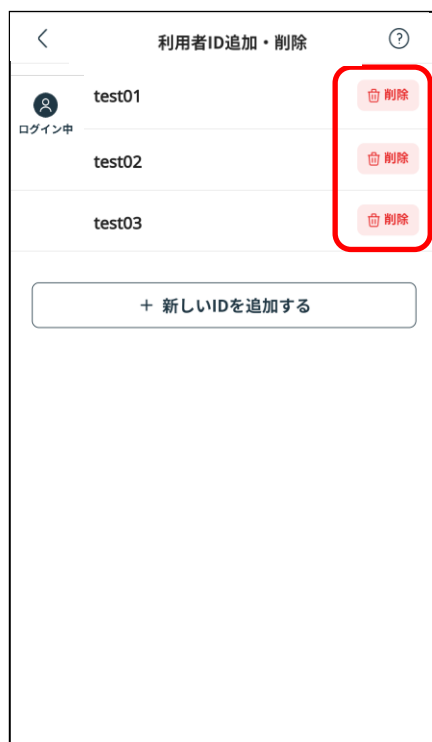 利用者ID追加・削除
test01
削除
ログイン中
test02
削除
test03
削除
+ 新しいIDを追加する